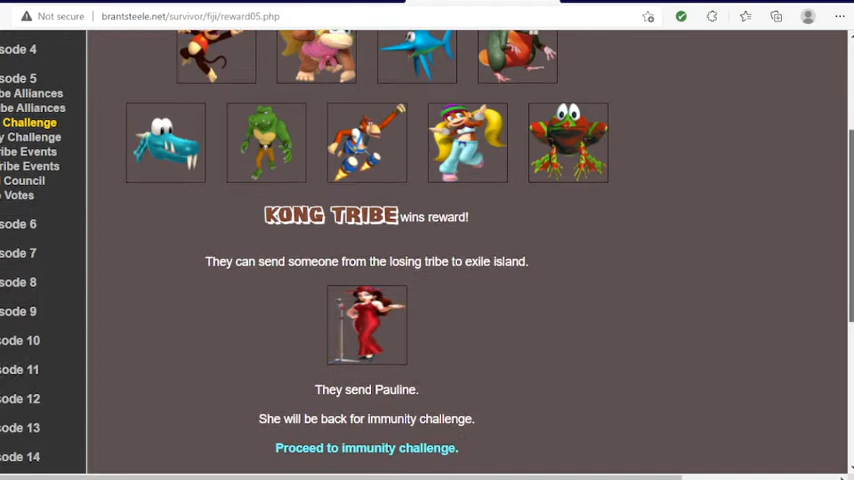 Not secure | brantsteele.net/survivor/fiji/reward05.php
sode 4
sode 5
be Alliances
be Alliances
Challenge
y Challenge
ribe Events
ribe Events
l Council
Votes
sode 6
sode 7
sode 8
sode 9
sode 10
sode 11
sode 12
sode 13
sode 14
KONG TRIBE wins reward!
They can send someone from the losing tribe to exile island.
They send Pauline.
She will be back for immunity challenge.
Proceed to immunity challenge.